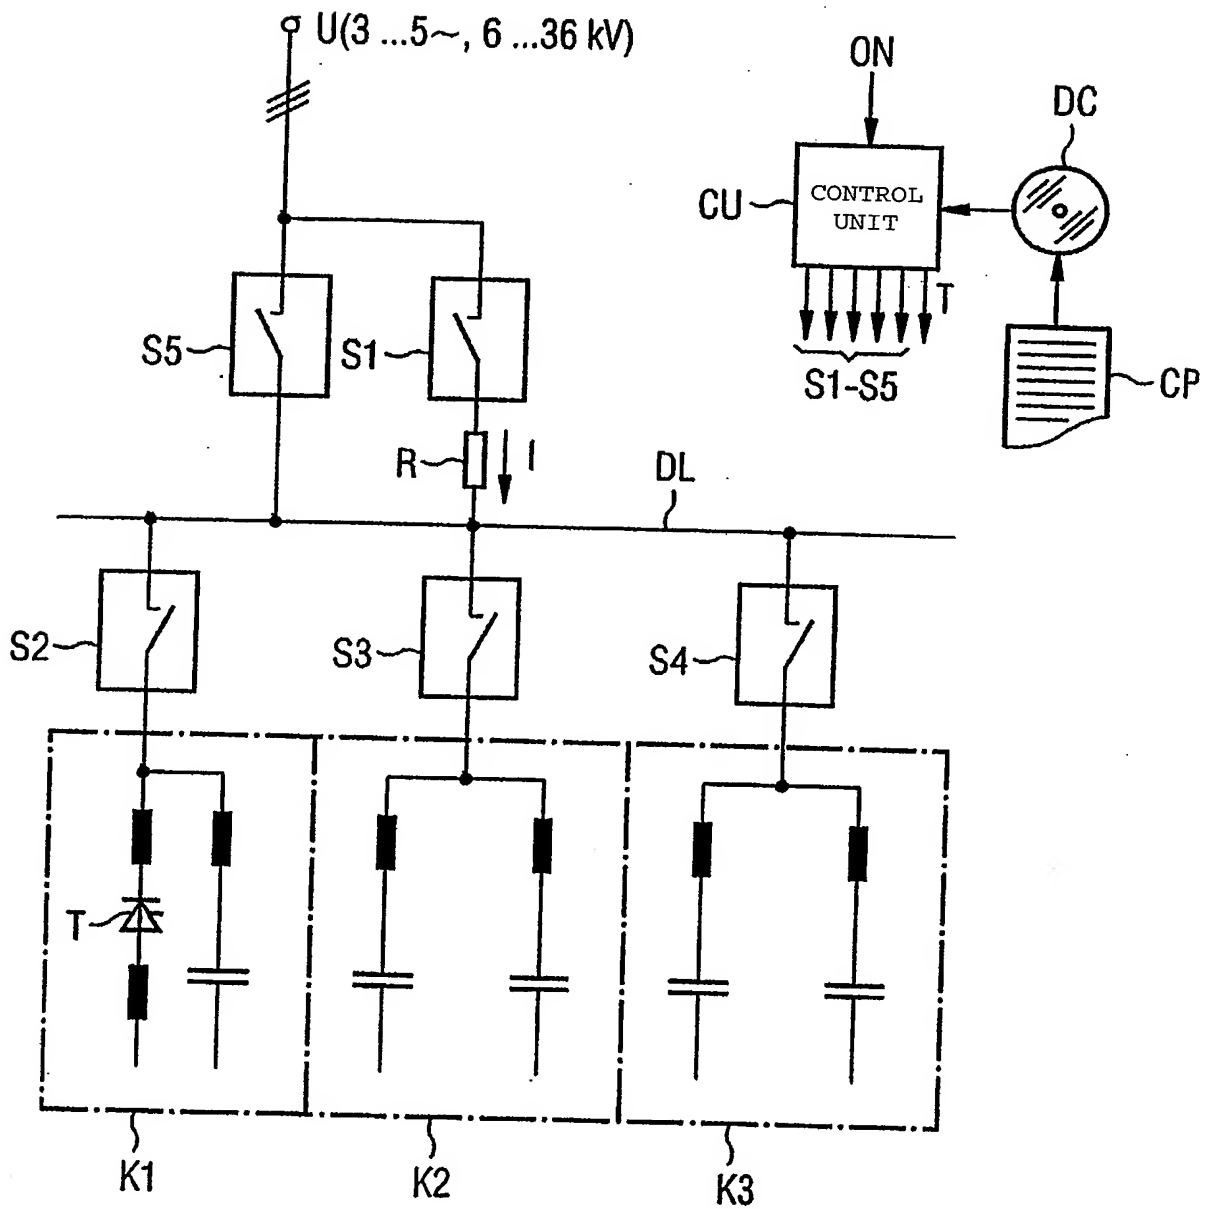 U(3 ...5~, 6 ...36 kV)
ON
DC
CU
CONTROL
UNIT
T
S1-S5
CP
S5
S1
R
I
DL
S2
S3
S4
T
K1
K2
K3